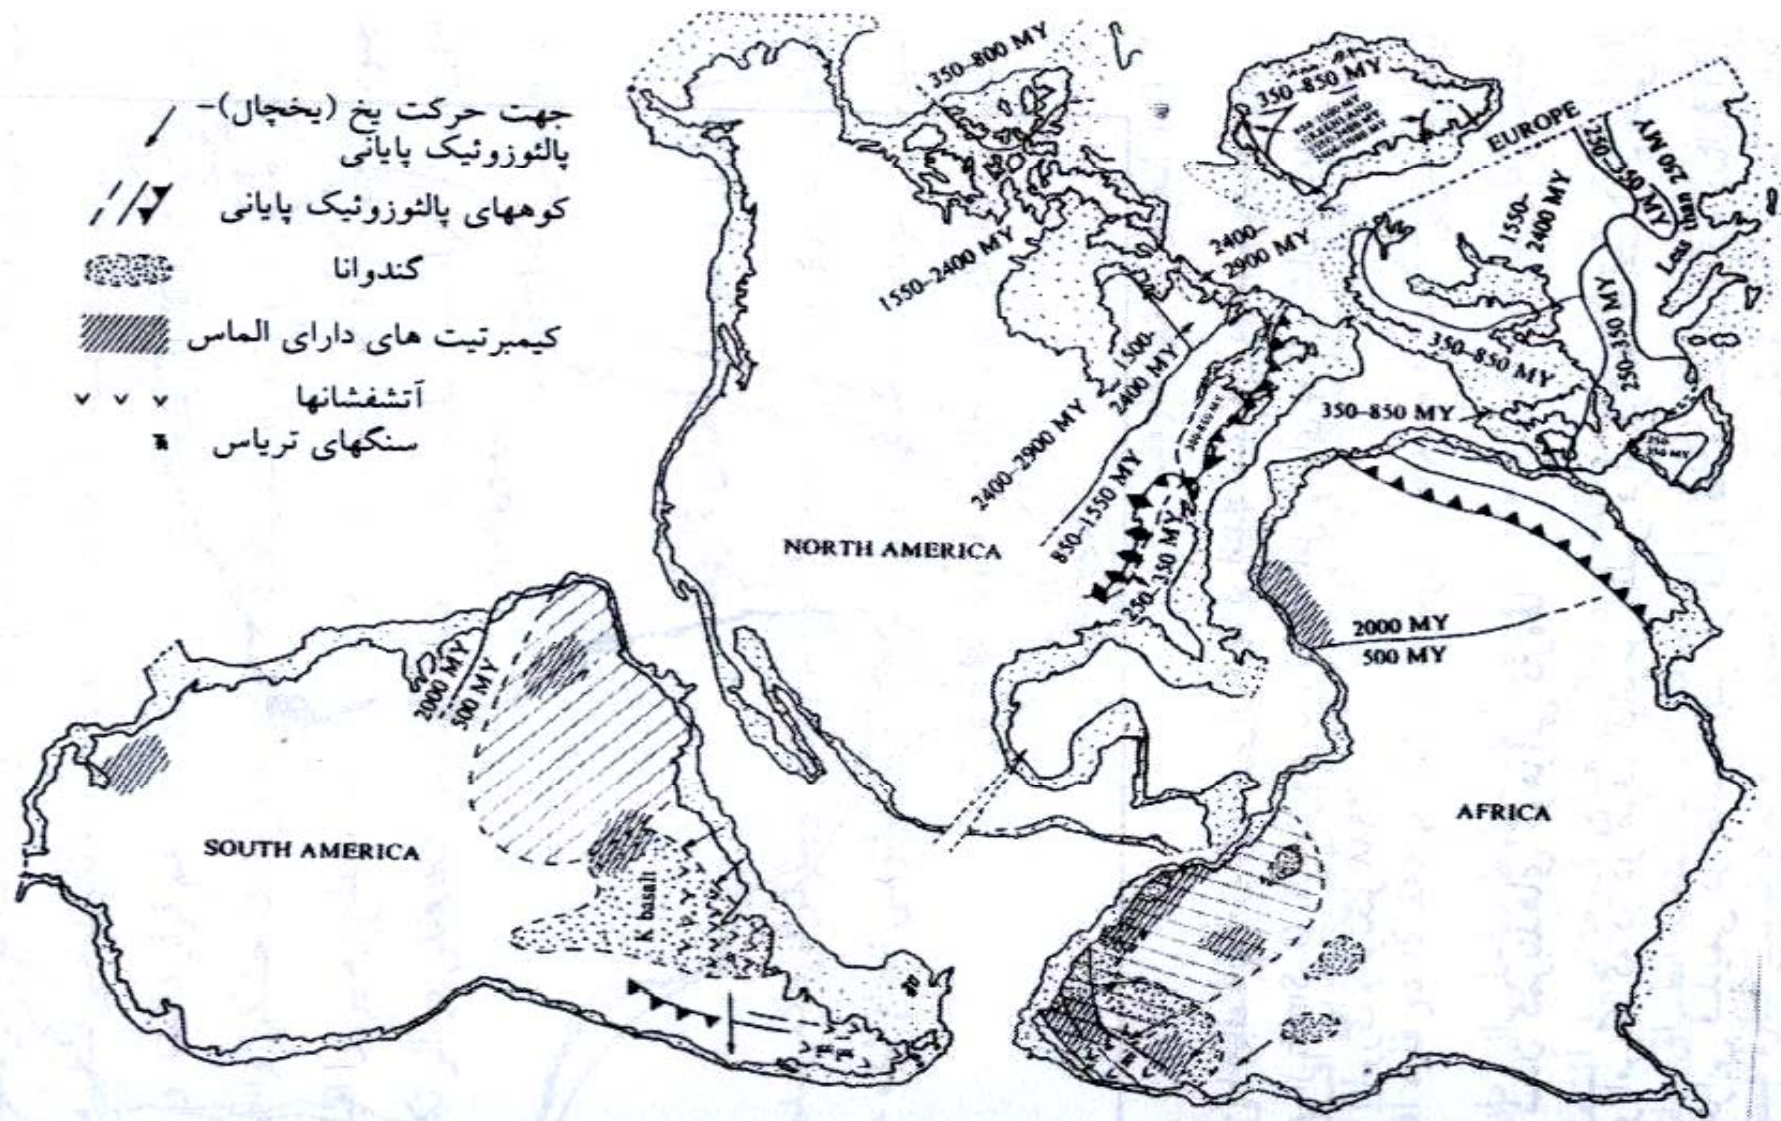 جهت حرکت یخ (یخچال)-
پالئوزوئیک پایانی
کوههای پالئوزوئیک پایانی
گندوانا
کیمبرتیت های دارای الماس
آتشفشانها
سنگهای تریاس
350-800 MY
350-850 MY
EUROPE
250-350 MY
Less than 250 MY
1550-
2400 MY
2400-
2900 MY
1550-2400 MY
250-350 MY
350-850 MY
350-850 MY
1500-
2400 MY
2400-2900 MY
850-1550 MY
250-350 MY
NORTH AMERICA
2000 MY
500 MY
2000 MY
500 MY
SOUTH AMERICA
K basalt
AFRICA